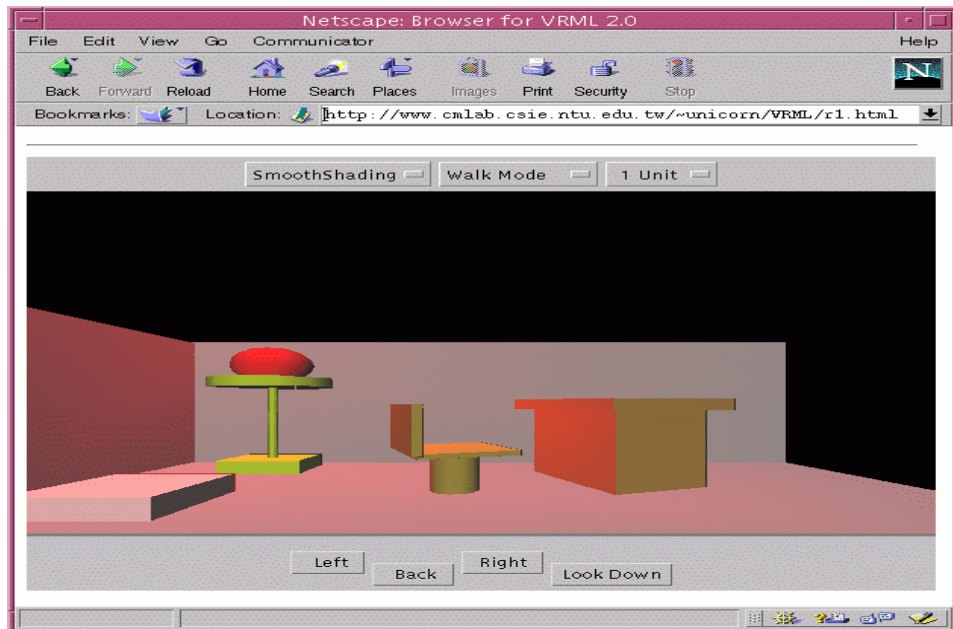 Netscape: Browser for VRML 2.0
File Edit View Go Communicator Help
Back Forward Reload Home Search Places Images Print Security Stop N
Bookmarks: Location: http://www.cmlab.csie.ntu.edu.tw/~unicorn/VRML/r1.html
SmoothShading Walk Mode 1 Unit
Left Right
Back Look Down